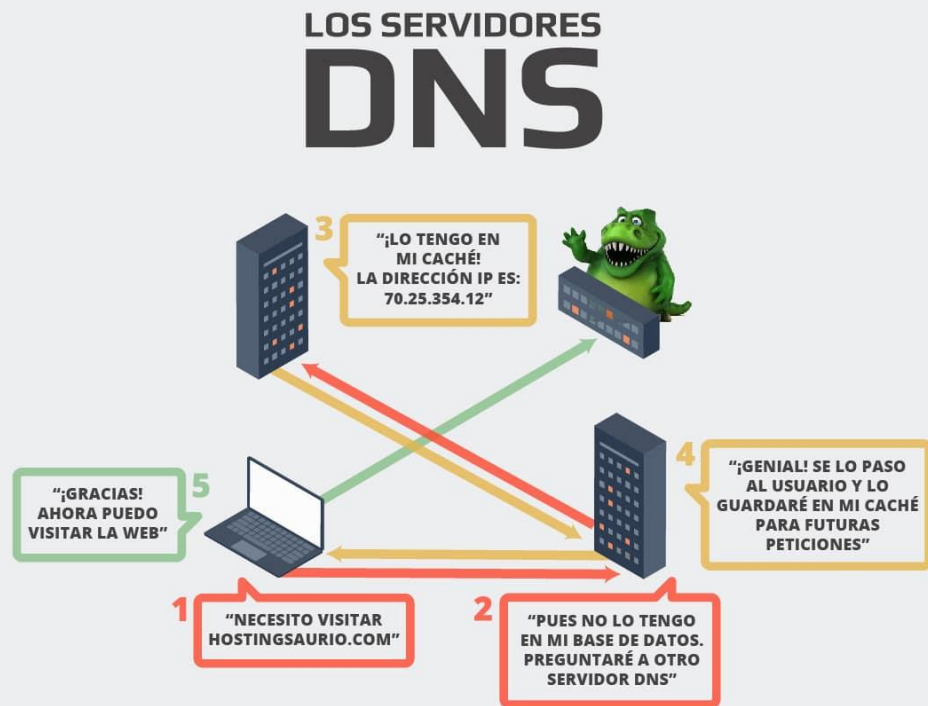 LOS SERVIDORES
DNS
3
“¡LO TENGO EN
MI CACHÉ!
LA DIRECCIÓN IP ES:
70.25.354.12”
4
“¡GENIAL! SE LO PASO
AL USUARIO Y LO
GUARDARÉ EN MI CACHÉ
PARA FUTURAS
PETICIONES”
5
“¡GRACIAS!
AHORA PUEDO
VISITAR LA WEB”
1
“NECESITO VISITAR
HOSTINGSAURIO.COM”
2
“PUES NO LO TENGO
EN MI BASE DE DATOS.
PREGUNTARÉ A OTRO
SERVIDOR DNS”